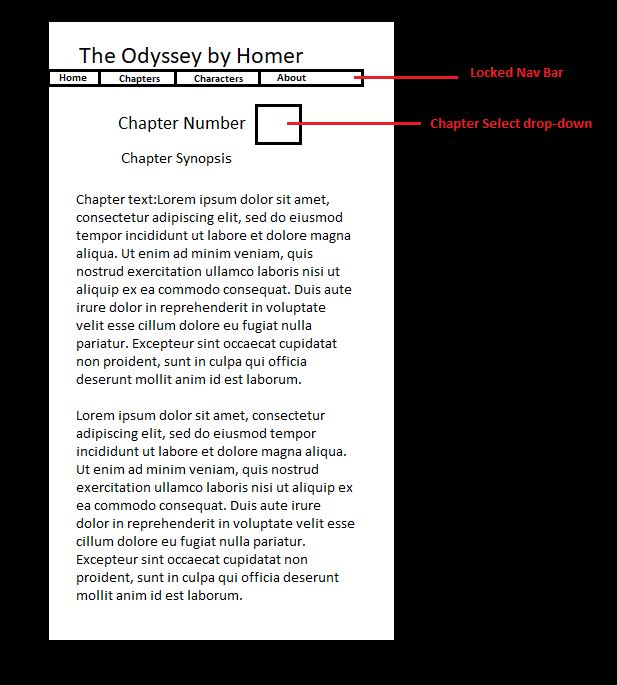 The Odyssey by Homer
Home Chapters Characters About
Locked Nav Bar
Chapter Number
Chapter Select drop-down
Chapter Synopsis
Chapter text:Lorem ipsum dolor sit amet,
consectetur adipiscing elit, sed do eiusmod
tempor incididunt ut labore et dolore magna
aliqua. Ut enim ad minim veniam, quis
nostrud exercitation ullamco laboris nisi ut
aliquip ex ea commodo consequat. Duis aute
irure dolor in reprehenderit in voluptate
velit esse cillum dolore eu fugiat nulla
pariatur. Excepteur sint occaecat cupidatat
non proident, sunt in culpa qui officia
deserunt mollit anim id est laborum.
Lorem ipsum dolor sit amet, consectetur
adipiscing elit, sed do eiusmod tempor
incididunt ut labore et dolore magna aliqua.
Ut enim ad minim veniam, quis nostrud
exercitation ullamco laboris nisi ut aliquip ex
ea commodo consequat. Duis aute irure
dolor in reprehenderit in voluptate velit esse
cillum dolore eu fugiat nulla pariatur.
Excepteur sint occaecat cupidatat non
proident, sunt in culpa qui officia deserunt
mollit anim id est laborum.